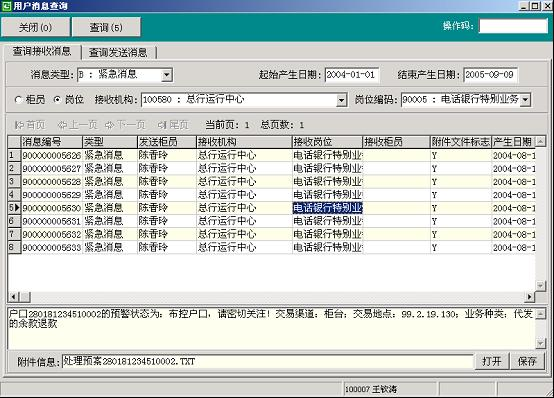 用户消息查询
关闭(0) 查询(5) 操作码:
查询接收消息 查询发送消息
消息类型: B : 紧急消息 起始产生日期: 2004-01-01 结束产生日期: 2005-09-09
柜员 岗位 接收机构: 100580 : 总行运行中心 岗位编码: 90005 : 电话银行特别业务
首页 上一页 下一页 尾页 当前页: 1 总页数: 1
消息编号 类型 发送柜员 接收机构 接收岗位 接收柜员 附件文件标志 产生日期
1 900000005626 紧急消息 陈香玲 总行运行中心 电话银行特别业 Y 2004-08-1
2 900000005627 紧急消息 陈香玲 总行运行中心 电话银行特别业 Y 2004-08-1
3 900000005628 紧急消息 陈香玲 总行运行中心 电话银行特别业 Y 2004-08-1
4 900000005629 紧急消息 陈香玲 总行运行中心 电话银行特别业 Y 2004-08-1
5 900000005630 紧急消息 陈香玲 总行运行中心 电话银行特别业 Y 2004-08-1
6 900000005631 紧急消息 陈香玲 总行运行中心 电话银行特别业 Y 2004-08-1
7 900000005632 紧急消息 陈香玲 总行运行中心 电话银行特别业 Y 2004-08-1
8 900000005633 紧急消息 陈香玲 总行运行中心 电话银行特别业 Y 2004-08-1
户口280181234510002的预警状态为: 布控户口, 请密切关注! 交易渠道: 柜台; 交易地点: 99.2.19.130; 业务种类: 代发
的余款退款
附件信息: 处理预案280181234510002.TXT 打开 保存
100007 王钦涛